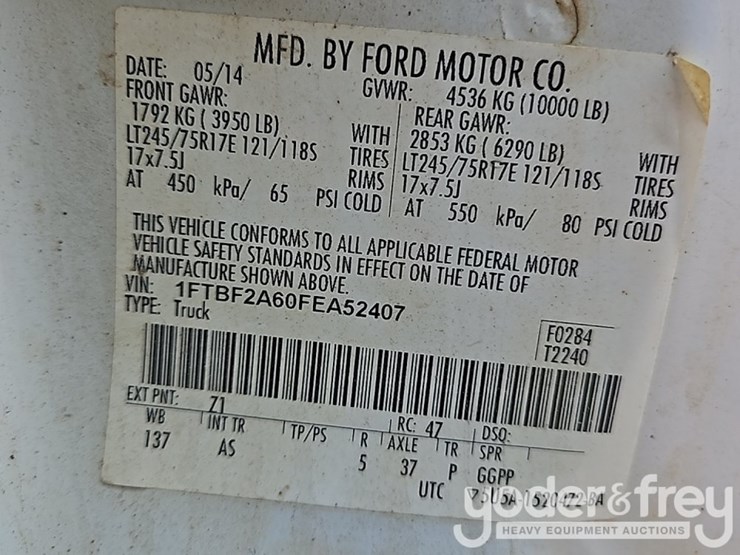 MFD. BY FORD MOTOR CO.
DATE: 05/14 GVWR: 4536 KG (10000 LB)
FRONT GAWR: REAR GAWR:
1792 KG ( 3950 LB) WITH 2853 KG ( 6290 LB) WITH
LT245/75R17E 121/118S TIRES LT245/75R17E 121/118S TIRES
17x7.5J RIMS 17x7.5J RIMS
AT 450 kPa/ 65 PSI COLD AT 550 kPa/ 80 PSI COLD
THIS VEHICLE CONFORMS TO ALL APPLICABLE FEDERAL MOTOR
VEHICLE SAFETY STANDARDS IN EFFECT ON THE DATE OF
MANUFACTURE SHOWN ABOVE.
VIN: 1FTBF2A60FEA52407
TYPE: Truck
F0284
T2240
EXT PNT: Z1 RC: 47 DSO:
WB INT TR TP/PS R AXLE TR SPR
137 AS 5 37 P GGPP
UTC 5U5A-1520472-BA
yoder&frey
HEAVY EQUIPMENT AUCTIONS